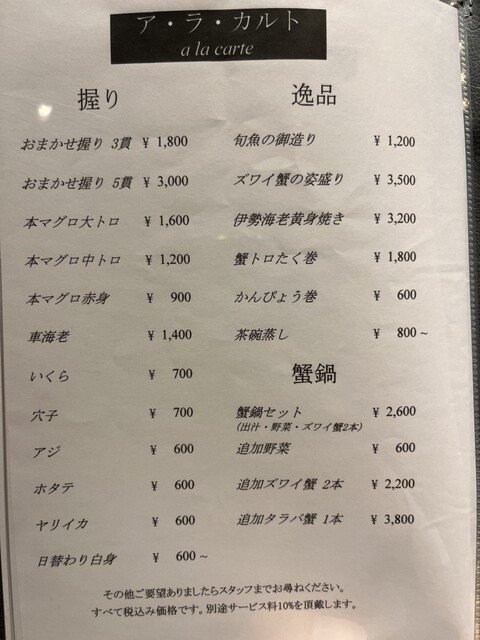 ア・ラ・カルト
a la carte
握り
おまかせ握り 3貫 ¥ 1,800
おまかせ握り 5貫 ¥ 3,000
本マグロ大トロ ¥ 1,600
本マグロ中トロ ¥ 1,200
本マグロ赤身 ¥ 900
車海老 ¥ 1,400
いくら ¥ 700
穴子 ¥ 700
アジ ¥ 600
ホタテ ¥ 600
ヤリイカ ¥ 600
日替わり白身 ¥ 600～
逸品
旬魚の御造り ¥ 1,200
ズワイ蟹の姿盛り ¥ 3,500
伊勢海老黄身焼き ¥ 3,200
蟹トロたく巻 ¥ 1,800
かんぴょう巻 ¥ 600
茶碗蒸し ¥ 800～
蟹鍋
蟹鍋セット ¥ 2,600
（出汁・野菜・ズワイ蟹2本）
追加野菜 ¥ 600
追加ズワイ蟹 2本 ¥ 2,200
追加タラバ蟹 1本 ¥ 3,800
その他ご要望ありましたらスタッフまでお尋ねください。
すべて税込み価格です。別途サービス料10%を頂戴します。